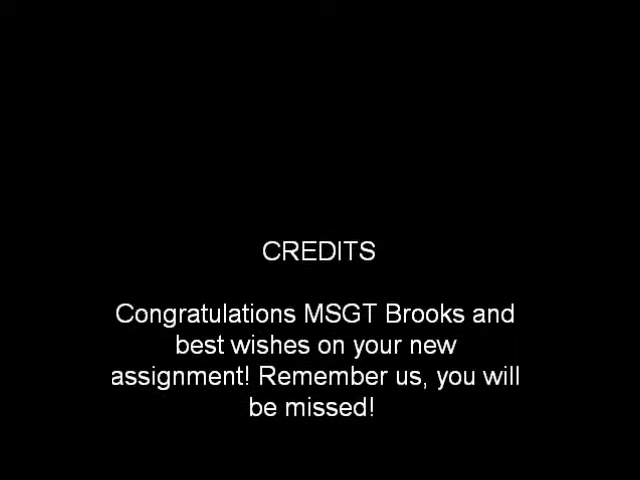 CREDITS
Congratulations MSGT Brooks and
best wishes on your new
assignment! Remember us, you will
be missed!